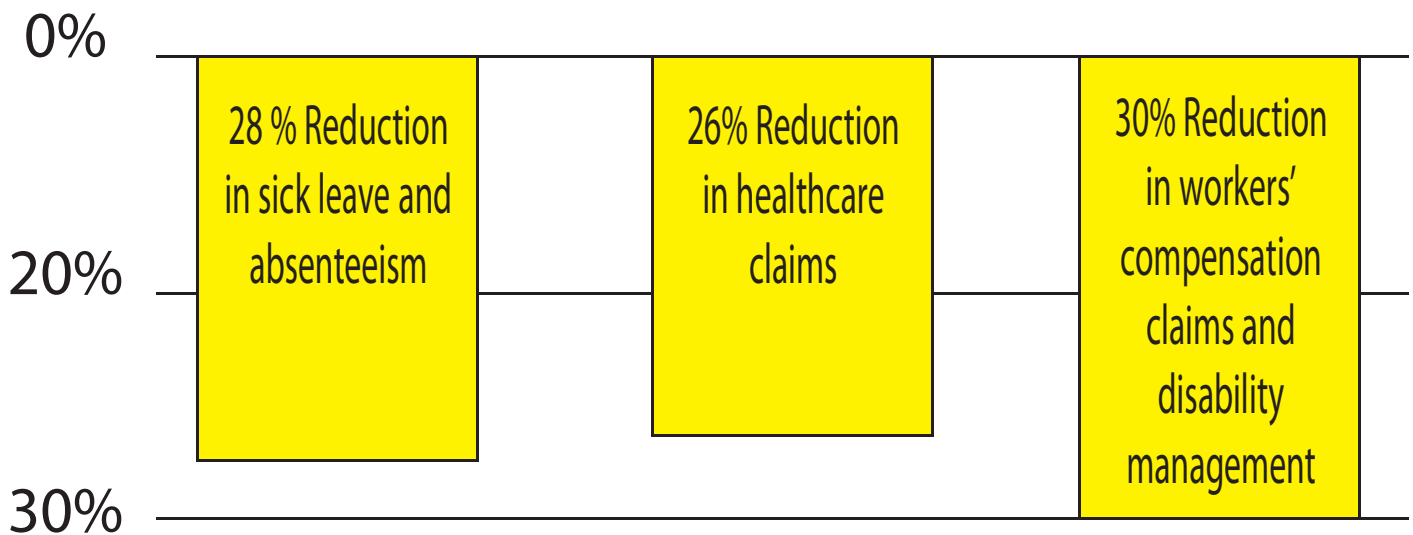 0%
28 % Reduction
in sick leave and
absenteeism
26% Reduction
in healthcare
claims
30% Reduction
in workers’
compensation
claims and
disability
management
20%
30%